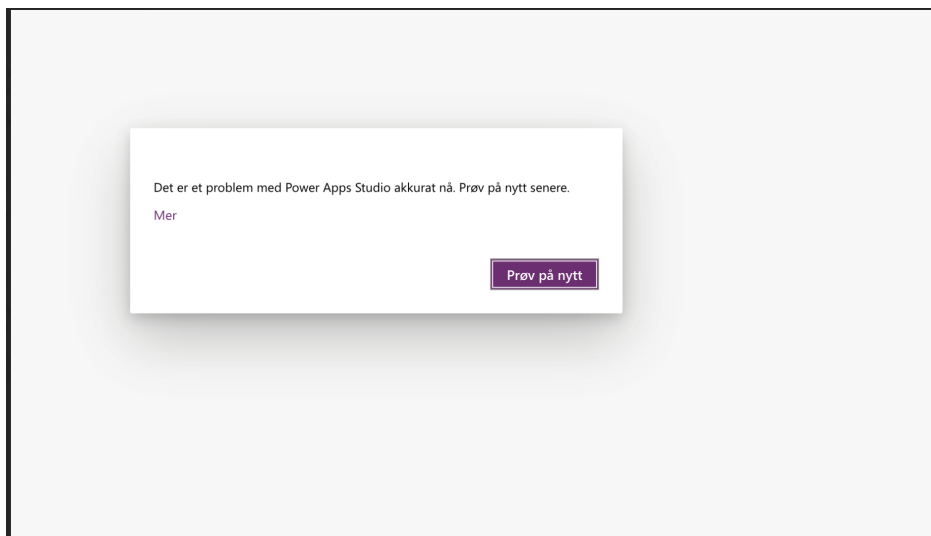 Det er et problem med Power Apps Studio akkurat nå. Prøv på nytt senere.
Mer
Prøv på nytt